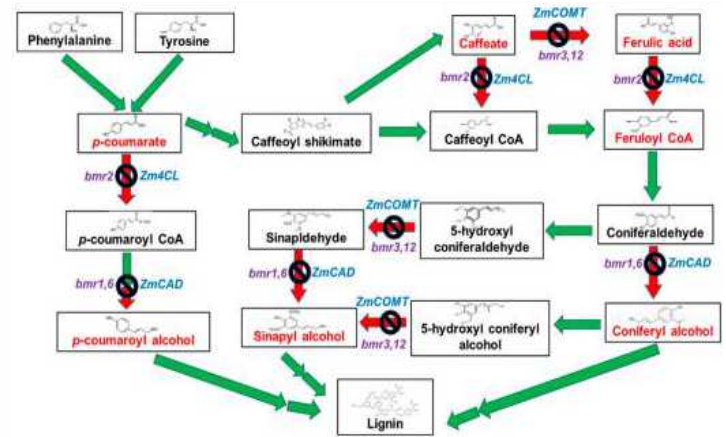 ZmCOMT
Phenylalanine
Tyrosine
Caffeate
bmr3,12
Ferulic acid
bmr2
Zm4CL
bmr2
Zm4CL
p-coumarate
Caffeoyl shikimate
Caffeoyl CoA
Feruloyl CoA
bmr2
Zm4CL
ZmCOMT
p-coumaroyl CoA
Sinapldehyde
bmr3,12
5-hydroxyl
coniferaldehyde
Coniferaldehyde
bmr1,6
ZmCAD
bmr1,6
ZmCAD
bmr1,6
ZmCAD
ZmCOMT
p-coumaroyl alcohol
Sinapyl alcohol
bmr3,12
5-hydroxyl coniferyl
alcohol
Coniferyl alcohol
Lignin